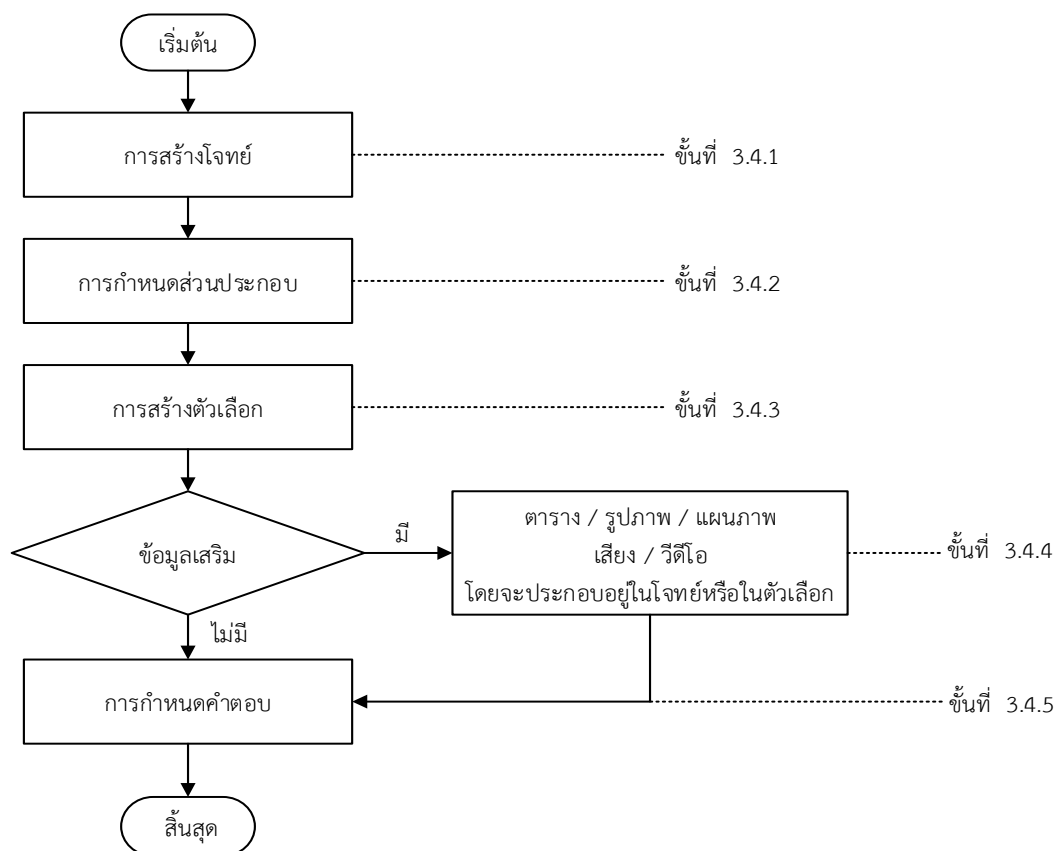 เริ่มต้น
การสร้างโจทย์
ขั้นที่ 3.4.1
การกำหนดส่วนประกอบ
ขั้นที่ 3.4.2
การสร้างตัวเลือก
ขั้นที่ 3.4.3
ข้อมูลเสริม
มี
ตาราง / รูปภาพ / แผนภาพ
เสียง / วีดีโอ
โดยจะประกอบอยู่ในโจทย์หรือในตัวเลือก
ขั้นที่ 3.4.4
ไม่มี
การกำหนดคำตอบ
ขั้นที่ 3.4.5
สิ้นสุด